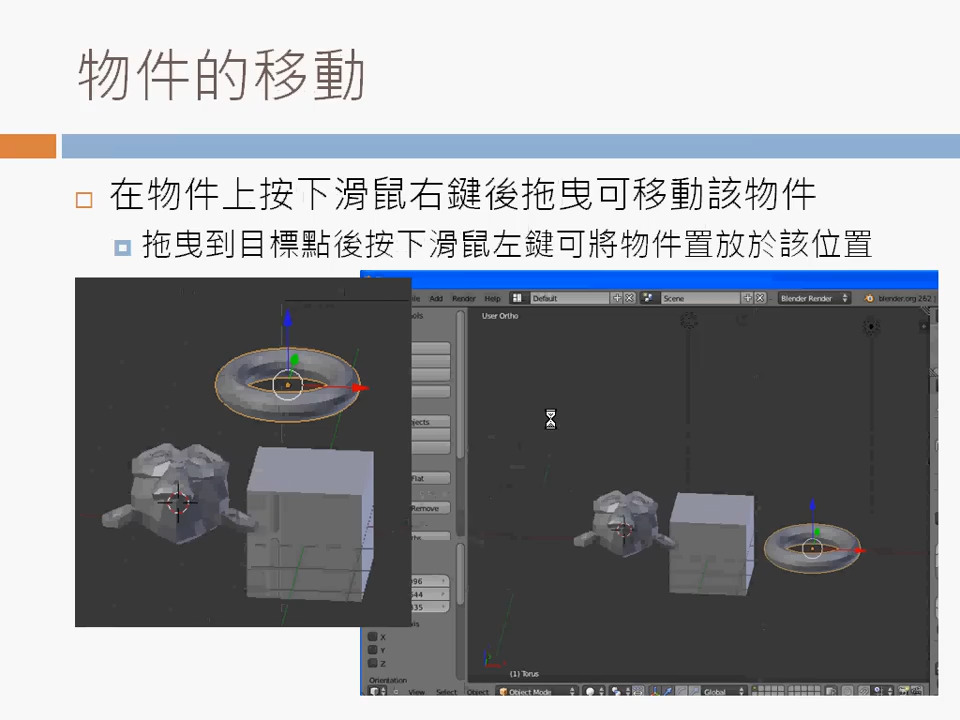 物件的移動
在物件上按下滑鼠右鍵後拖曳可移動該物件
拖曳到目標點後按下滑鼠左鍵可將物件置放於該位置
Add Render Help Default Scene Blender Render blender.org 262
User Ortho
Flat
Remove
X
Y
Z
Orientation
(1) Torus
View Select Object Object Mode Global